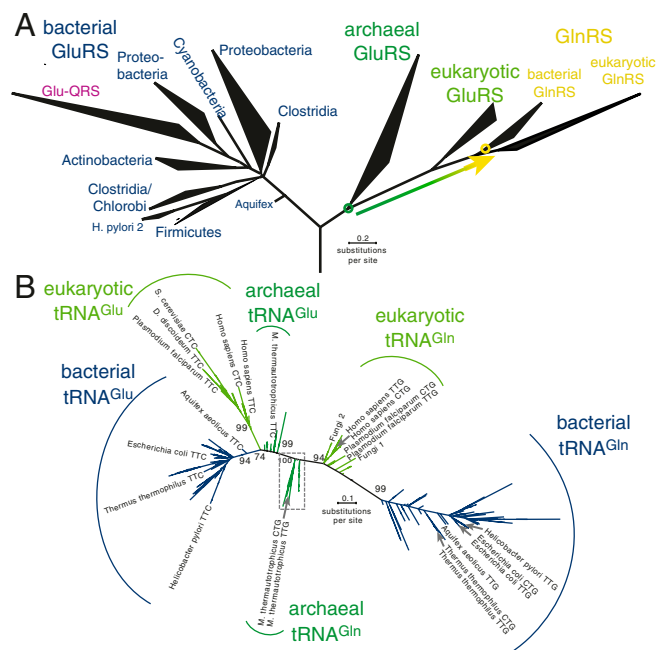 A
bacterial
GluRS
Proteo-
bacteria
Cyanobacteria
Proteobacteria
Glu-QRS
Clostridia
Actinobacteria
Clostridia/
Chlorobi
H. pylori 2
Firmicutes
Aquifex
archaeal
GluRS
eukaryotic
GluRS
GlnRS
bacterial
GlnRS
eukaryotic
GlnRS
0.2
substitutions
per site
B
eukaryotic
tRNAGlu
archaeal
tRNAGlu
eukaryotic
tRNAGln
bacterial
tRNAGlu
bacterial
tRNAGln
archaeal
tRNAGln
S. cerevisiae CTC
D. discoideum TTC
Plasmodium falciparum TTC
Homo sapiens CTC
Homo sapiens TTC
M. thermautotrophicus TTC
Aquifex aeolicus TTC
Escherichia coli TTC
Thermus thermophilus TTC
Helicobacter pylori TTC
99
94
74
99
100
94
99
Fungi 2
Homo sapiens TTG
Homo sapiens CTG
Plasmodium falciparum CTG
Plasmodium falciparum TTG
Fungi 1
0.1
substitutions
per site
M. thermautotrophicus CTG
M. thermautotrophicus TTG
Helicobacter pylori TTG
Escherichia coli CTG
Escherichia coli TTG
Aquifex aeolicus TTG
Thermus thermophilus CTG
Thermus thermophilus TTG